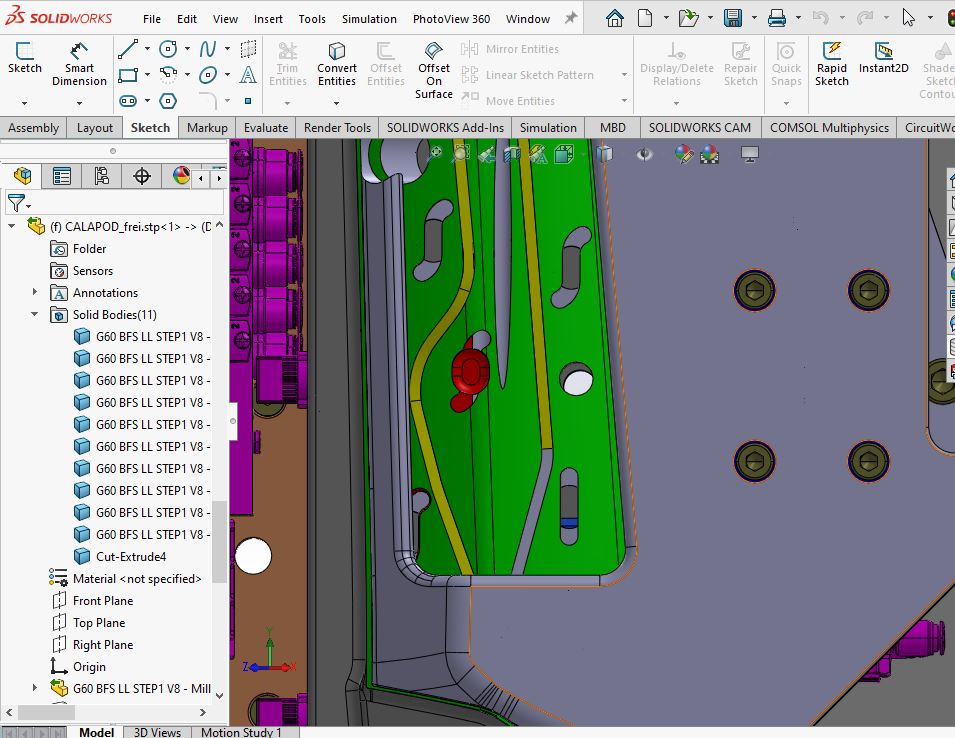 SOLIDWORKS File Edit View Insert Tools Simulation PhotoView 360 Window
Sketch
Smart Dimension
Trim Entities
Convert Entities
Offset Entities
Offset On Surface
Mirror Entities
Linear Sketch Pattern
Move Entities
Display/Delete Relations
Repair Sketch
Quick Snaps
Rapid Sketch
Instant2D
Assembly Layout Sketch Markup Evaluate Render Tools SOLIDWORKS Add-Ins Simulation MBD SOLIDWORKS CAM COMSOL Multiphysics
(f) CALAPOD_frei.stp<1> -> (D
Folder
Sensors
Annotations
Solid Bodies(11)
G60 BFS LL STEP1 V8 -
G60 BFS LL STEP1 V8 -
G60 BFS LL STEP1 V8 -
G60 BFS LL STEP1 V8 -
G60 BFS LL STEP1 V8 -
G60 BFS LL STEP1 V8 -
G60 BFS LL STEP1 V8 -
G60 BFS LL STEP1 V8 -
G60 BFS LL STEP1 V8 -
G60 BFS LL STEP1 V8 -
Cut-Extrude4
Material <not specified>
Front Plane
Top Plane
Right Plane
Origin
G60 BFS LL STEP1 V8 - Mill
Y
Z X
Model 3D Views Motion Study 1